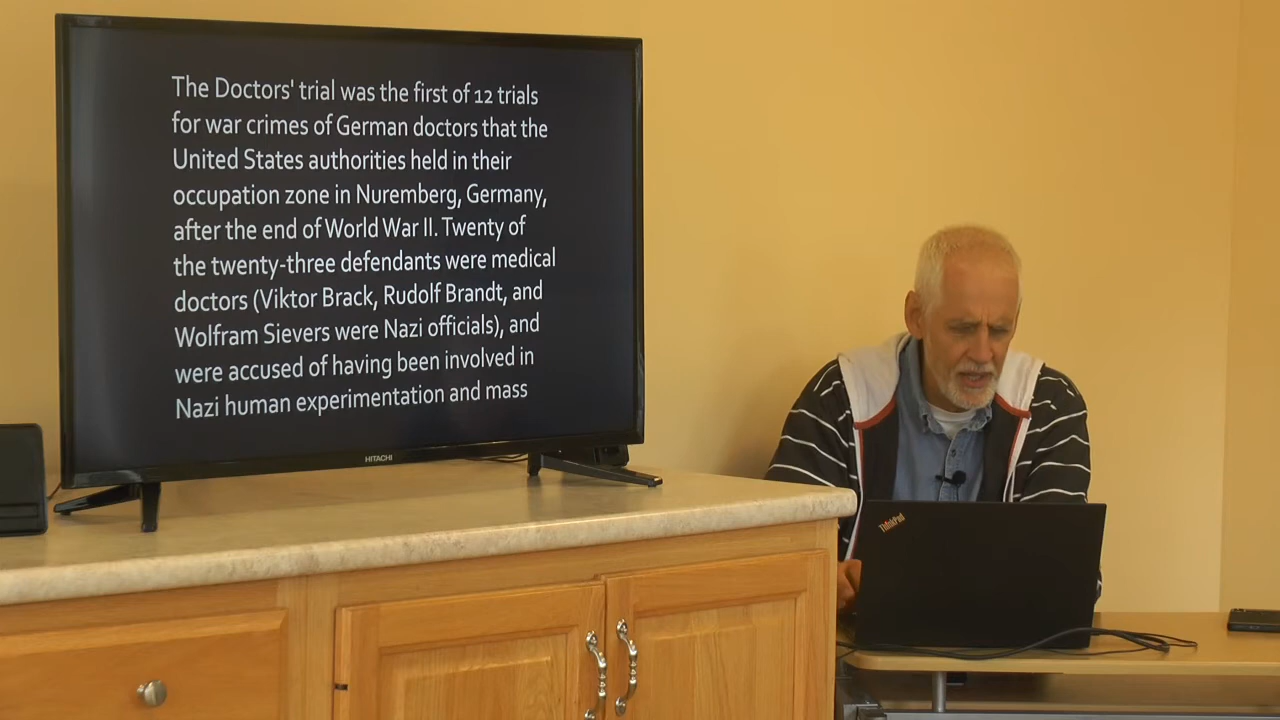 The Doctors' trial was the first of 12 trials
for war crimes of German doctors that the
United States authorities held in their
occupation zone in Nuremberg, Germany,
after the end of World War II. Twenty of
the twenty-three defendants were medical
doctors (Viktor Brack, Rudolf Brandt, and
Wolfram Sievers were Nazi officials), and
were accused of having been involved in
Nazi human experimentation and mass
HITACHI
ThinkPad